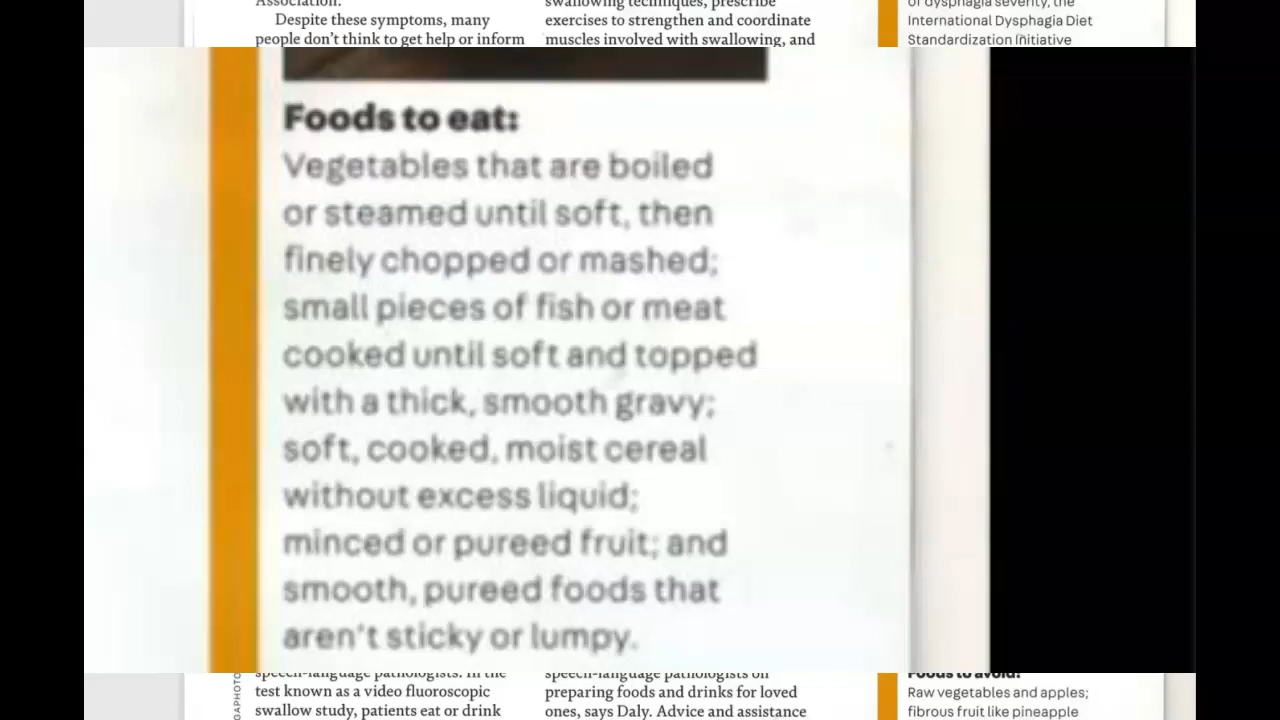 Association.
Despite these symptoms, many
people don't think to get help or inform
swallowing techniques, prescribe
exercises to strengthen and coordinate
muscles involved with swallowing, and
of dysphagia severity, the
International Dysphagia Diet
Standardization Initiative
Foods to eat:
Vegetables that are boiled
or steamed until soft, then
finely chopped or mashed;
small pieces of fish or meat
cooked until soft and topped
with a thick, smooth gravy;
soft, cooked, moist cereal
without excess liquid;
minced or pureed fruit; and
smooth, pureed foods that
aren't sticky or lumpy.
speech-language pathologists. In the
test known as a video fluoroscopic
swallow study, patients eat or drink
speech-language pathologists on
preparing foods and drinks for loved
ones, says Daly. Advice and assistance
Foods to avoid:
Raw vegetables and apples;
fibrous fruit like pineapple